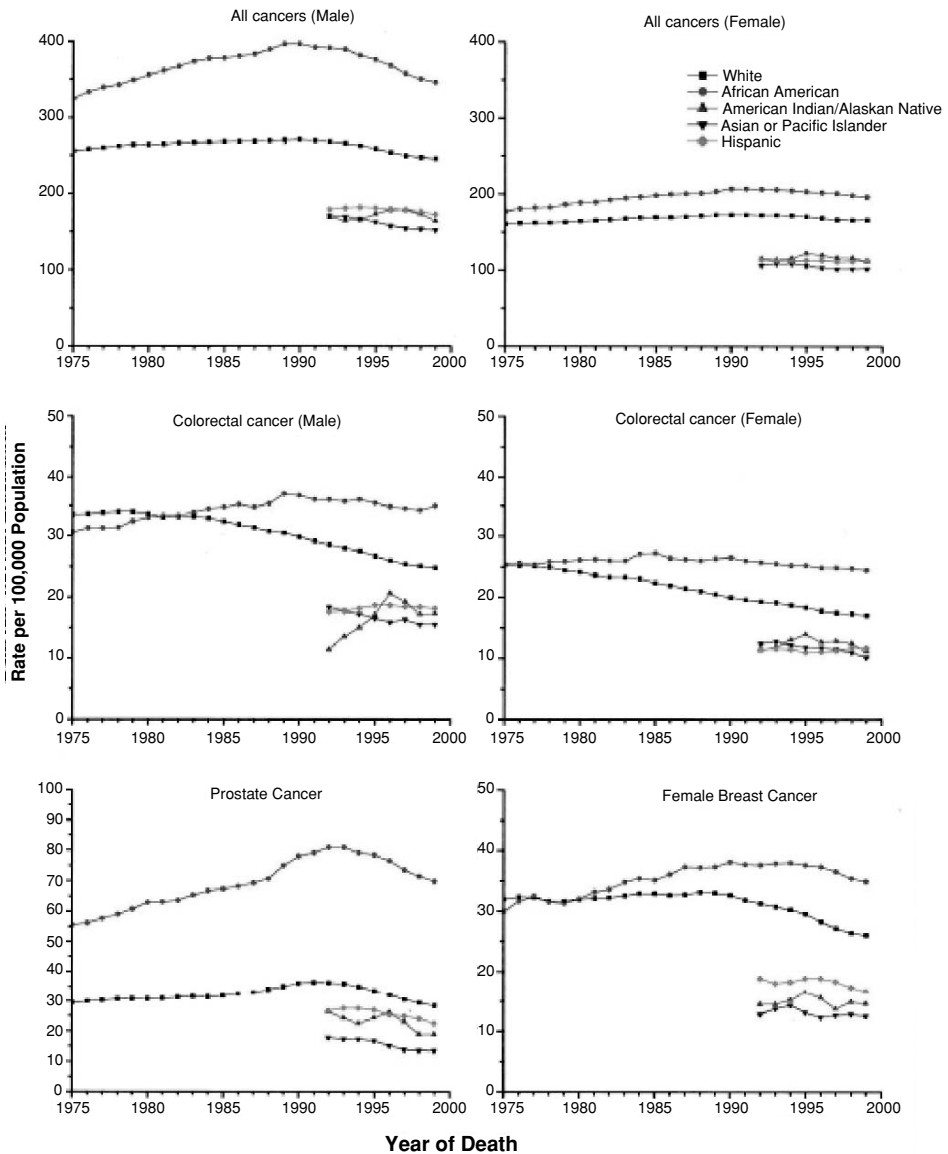 All cancers (Male)
400
300
200
100
0
1975 1980 1985 1990 1995 2000
All cancers (Female)
400
300
200
100
0
1975 1980 1985 1990 1995 2000
White
African American
American Indian/Alaskan Native
Asian or Pacific Islander
Hispanic
Rate per 100,000 Population
Colorectal cancer (Male)
50
40
30
20
10
0
1975 1980 1985 1990 1995 2000
Colorectal cancer (Female)
50
40
30
20
10
0
1975 1980 1985 1990 1995 2000
Prostate Cancer
100
90
80
70
60
50
40
30
20
10
0
1975 1980 1985 1990 1995 2000
Female Breast Cancer
50
40
30
20
10
0
1975 1980 1985 1990 1995 2000
Year of Death